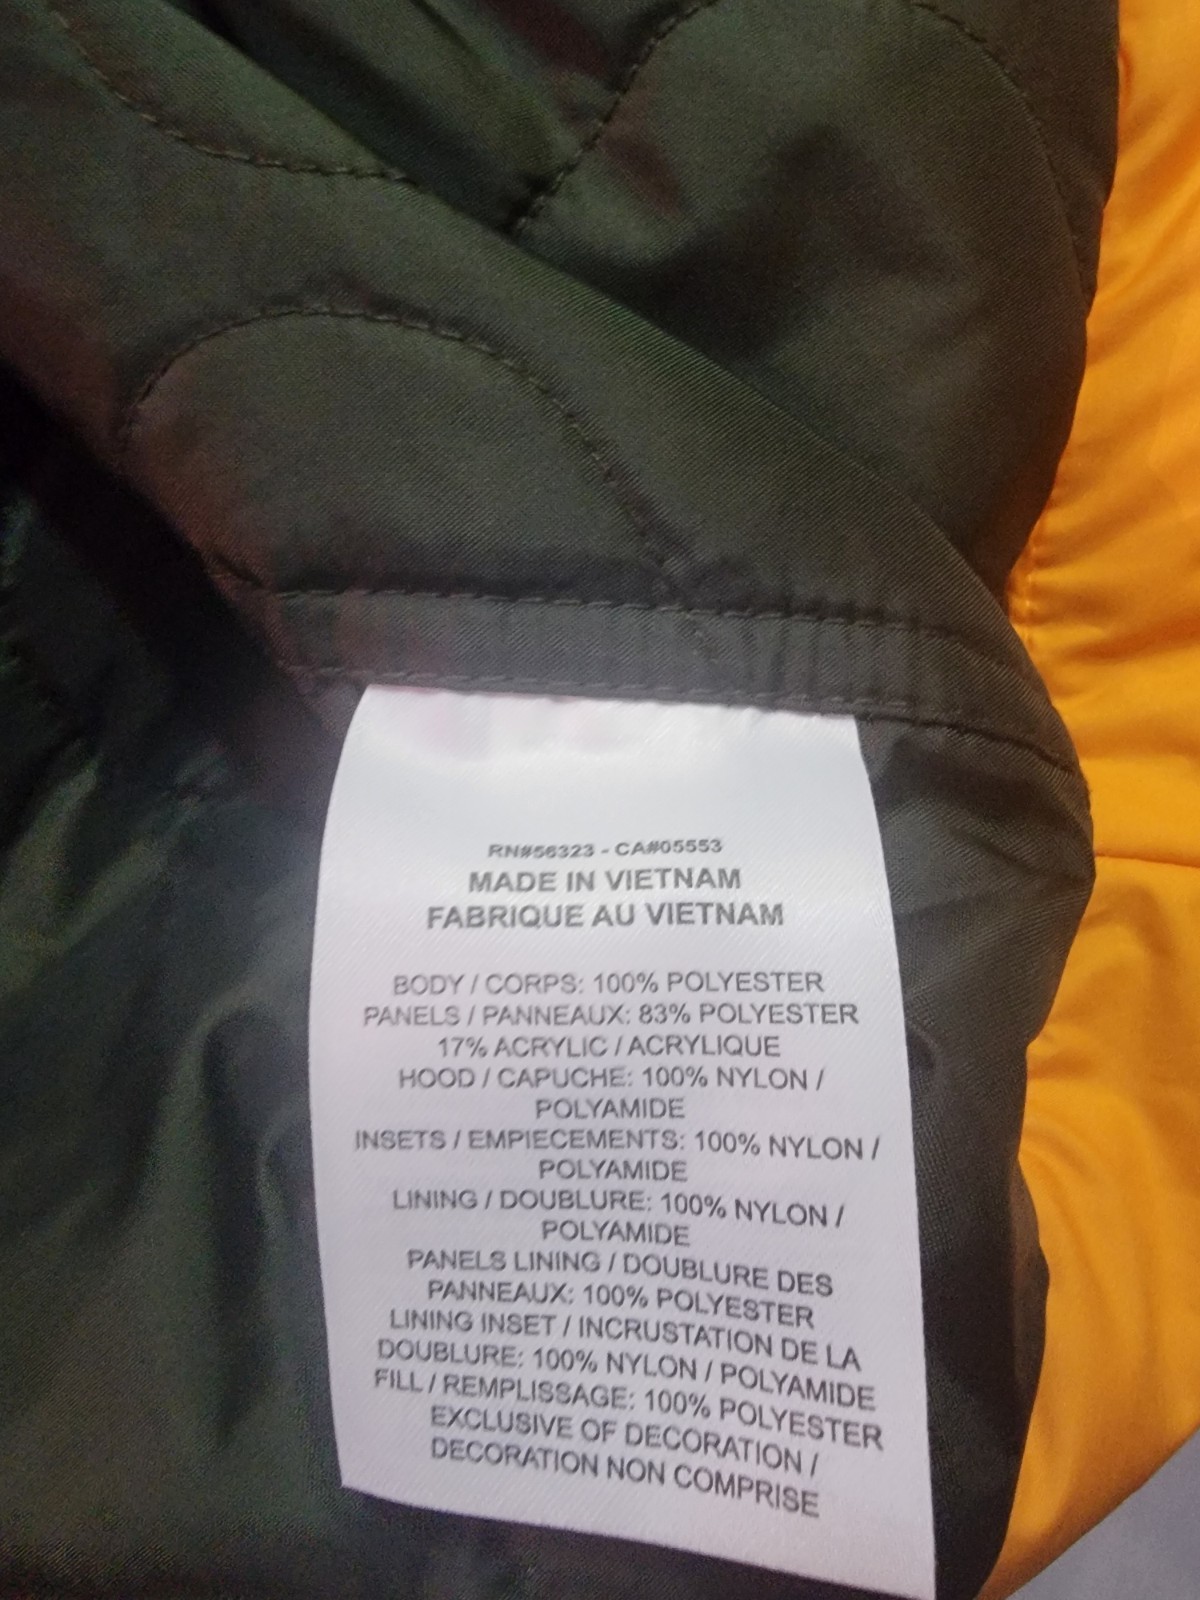 RN#56323 - CA#05553
MADE IN VIETNAM
FABRIQUE AU VIETNAM
BODY / CORPS: 100% POLYESTER
PANELS / PANNEAUX: 83% POLYESTER
17% ACRYLIC / ACRYLIQUE
HOOD / CAPUCHE: 100% NYLON /
POLYAMIDE
INSETS / EMPIECEMENTS: 100% NYLON /
POLYAMIDE
LINING / DOUBLURE: 100% NYLON /
POLYAMIDE
PANELS LINING / DOUBLURE DES
PANNEAUX: 100% POLYESTER
LINING INSET / INCRUSTATION DE LA
DOUBLURE: 100% NYLON / POLYAMIDE
FILL / REMPLISSAGE: 100% POLYESTER
EXCLUSIVE OF DECORATION /
DECORATION NON COMPRISE